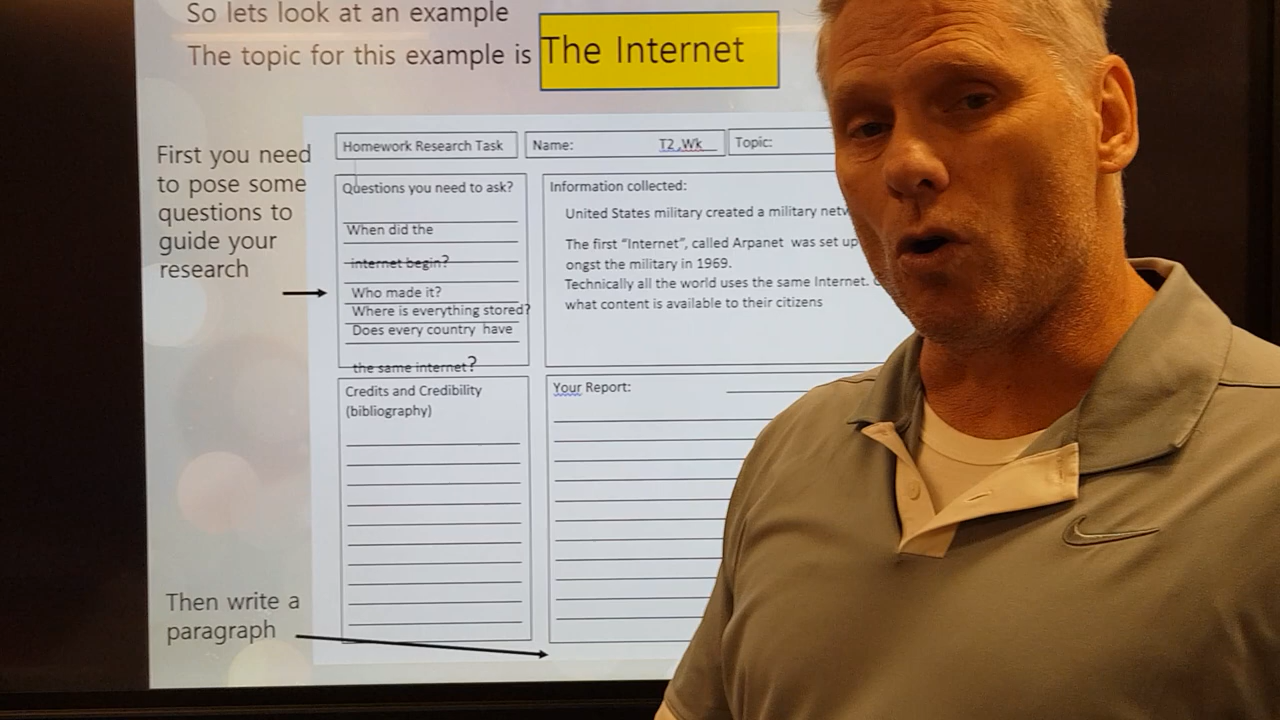 So lets look at an example
The topic for this example is The Internet
First you need
to pose some
questions to
guide your
research
Homework Research Task
Name: T2 ,Wk
Topic:
Questions you need to ask?
When did the
internet begin?
Who made it?
Where is everything stored?
Does every country have
the same internet?
Information collected:
United States military created a military
The first “Internet”, called Arpanet was set up
ongst the military in 1969.
Technically all the world uses the same Internet.
what content is available to their citizens
Credits and Credibility
(bibliography)
Your Report:
Then write a
paragraph